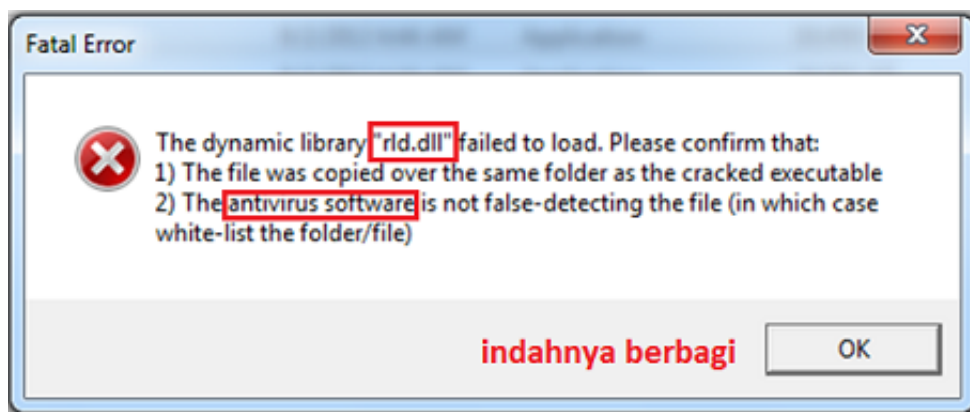 Fatal Error
The dynamic library "rld.dll" failed to load. Please confirm that:
1) The file was copied over the same folder as the cracked executable
2) The antivirus software is not false-detecting the file (in which case
white-list the folder/file)
indahnya berbagi
OK